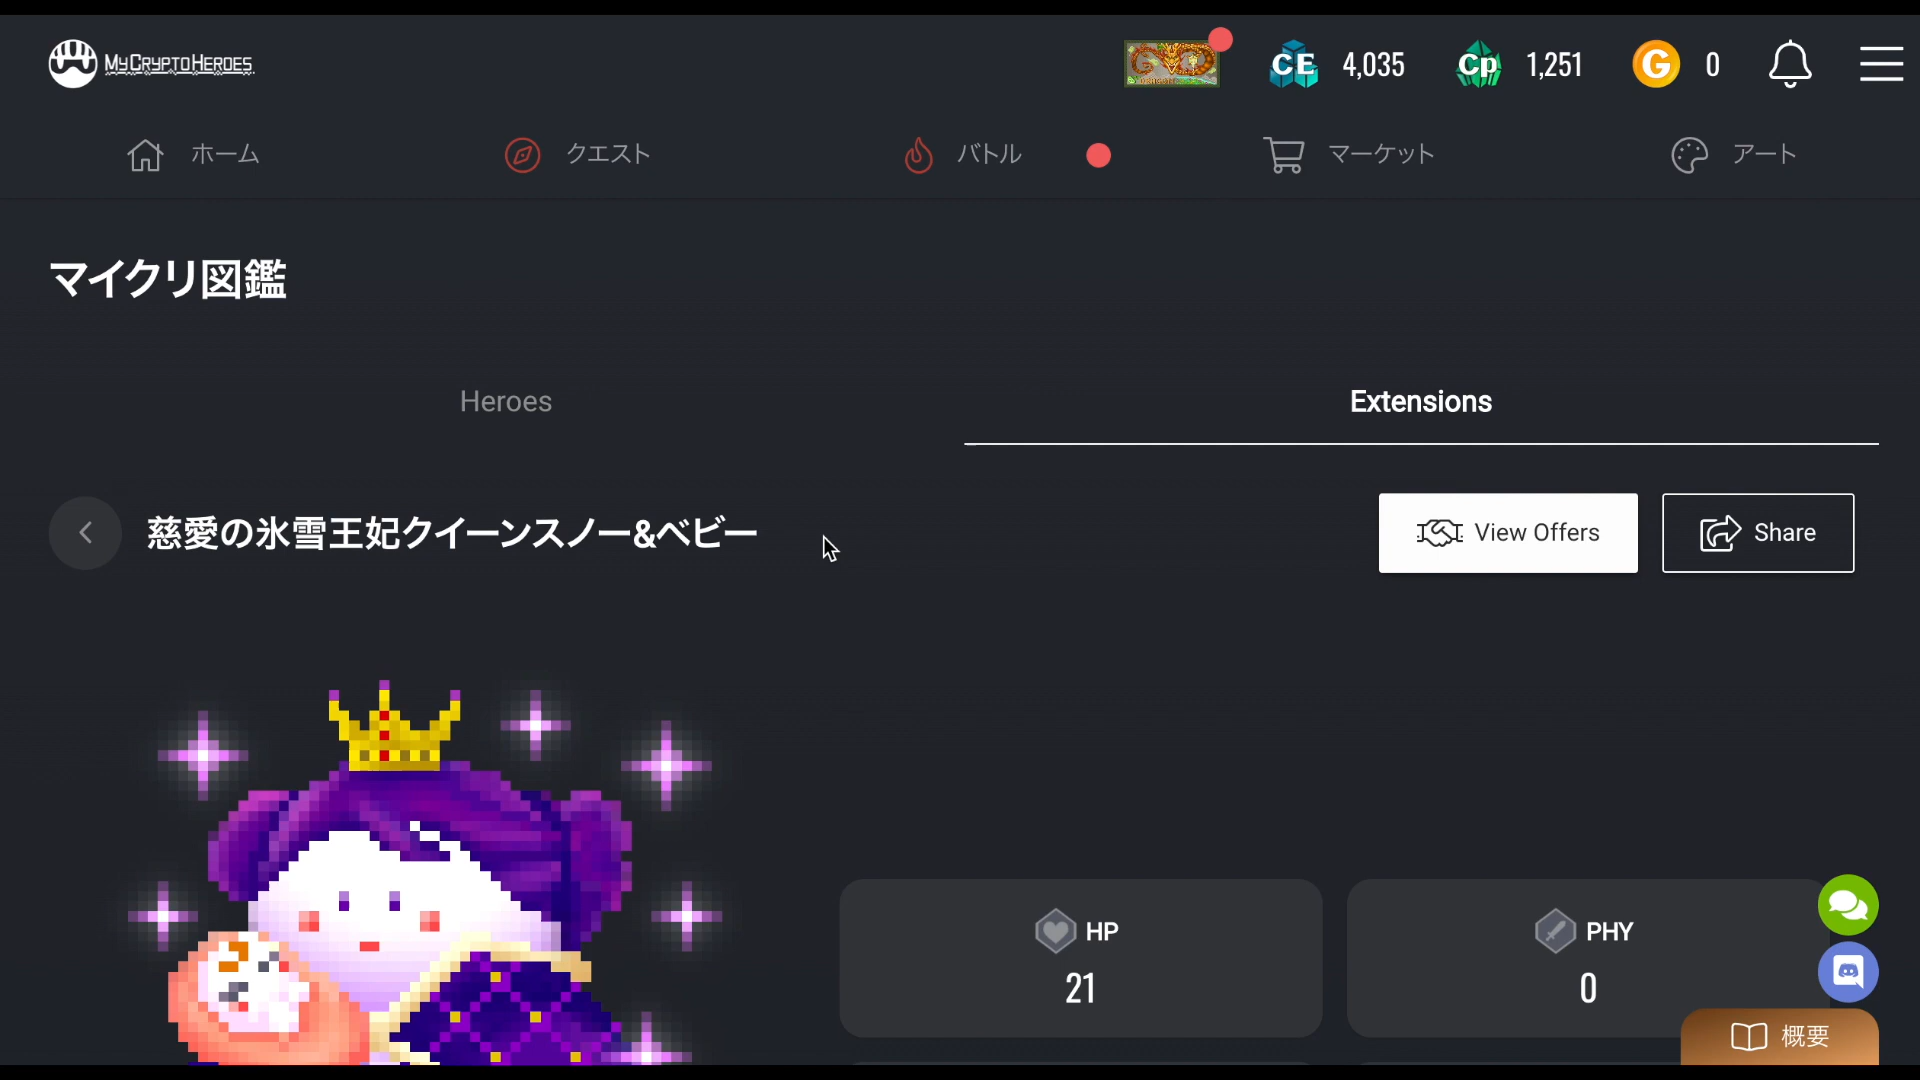 MyCryptoHeroes
CE 4,035
Cp 1,251
G 0
ホーム
クエスト
バトル
マーケット
アート
マイクリ図鑑
Heroes
Extensions
慈愛の氷雪王妃クイーンスノー&ベビー
View Offers
Share
HP
21
PHY
0
概要